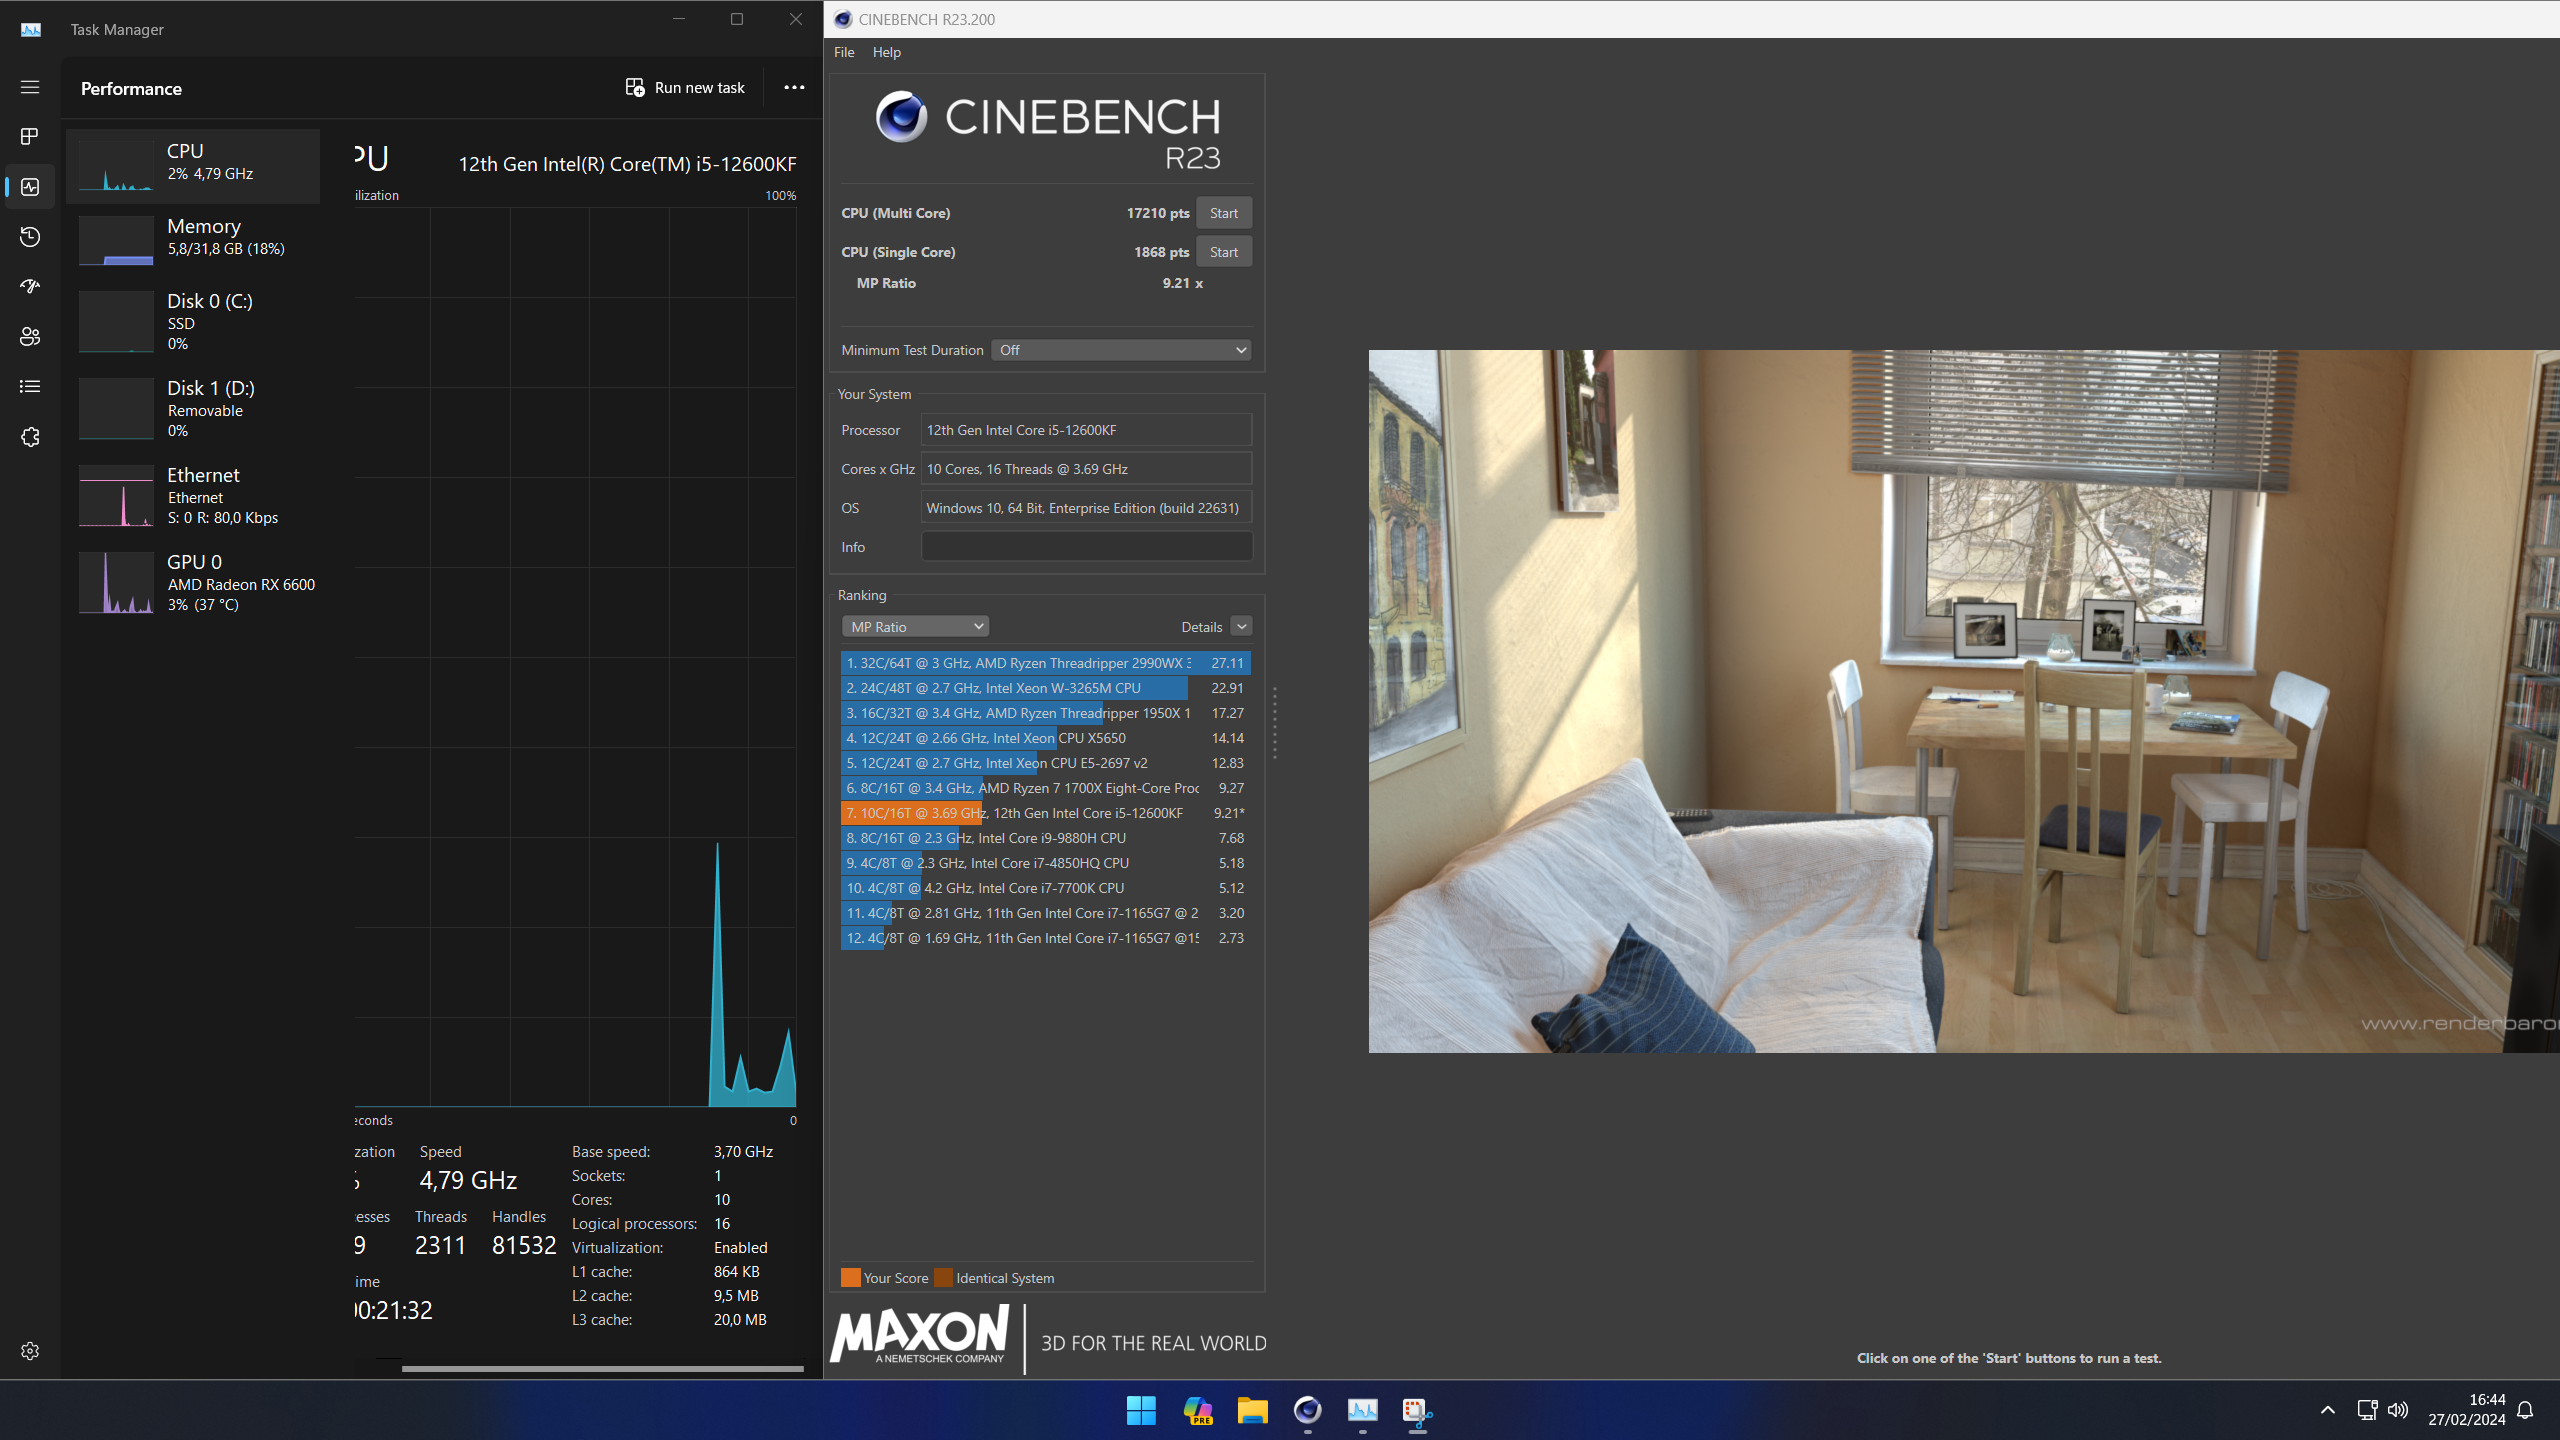 Task Manager
Performance
Run new task
CPU
2% 4,79 GHz
Memory
5,8/31,8 GB (18%)
Disk 0 (C:)
SSD
0%
Disk 1 (D:)
Removable
0%
Ethernet
Ethernet
S: 0 R: 80,0 Kbps
GPU 0
AMD Radeon RX 6600
3% (37 °C)
PU
12th Gen Intel(R) Core(TM) i5-12600KF
ilization
100%
econds
0
zation
Speed
4,79 GHz
esses
Threads
Handles
9
2311
81532
ime
00:21:32
Base speed: 3,70 GHz
Sockets: 1
Cores: 10
Logical processors: 16
Virtualization: Enabled
L1 cache: 864 KB
L2 cache: 9,5 MB
L3 cache: 20,0 MB
CINEBENCH R23.200
File Help
CINEBENCH
R23
CPU (Multi Core) 17210 pts Start
CPU (Single Core) 1868 pts Start
MP Ratio 9.21 x
Minimum Test Duration Off
Your System
Processor 12th Gen Intel Core i5-12600KF
Cores x GHz 10 Cores, 16 Threads @ 3.69 GHz
OS Windows 10, 64 Bit, Enterprise Edition (build 22631)
Info
Ranking
MP Ratio Details
1. 32C/64T @ 3 GHz, AMD Ryzen Threadripper 2990WX 3 27.11
2. 24C/48T @ 2.7 GHz, Intel Xeon W-3265M CPU 22.91
3. 16C/32T @ 3.4 GHz, AMD Ryzen Threadripper 1950X 1 17.27
4. 12C/24T @ 2.66 GHz, Intel Xeon CPU X5650 14.14
5. 12C/24T @ 2.7 GHz, Intel Xeon CPU E5-2697 v2 12.83
6. 8C/16T @ 3.4 GHz, AMD Ryzen 7 1700X Eight-Core Proc 9.27
7. 10C/16T @ 3.69 GHz, 12th Gen Intel Core i5-12600KF 9.21*
8. 8C/16T @ 2.3 GHz, Intel Core i9-9880H CPU 7.68
9. 4C/8T @ 2.3 GHz, Intel Core i7-4850HQ CPU 5.18
10. 4C/8T @ 4.2 GHz, Intel Core i7-7700K CPU 5.12
11. 4C/8T @ 2.81 GHz, 11th Gen Intel Core i7-1165G7 @ 2 3.20
12. 4C/8T @ 1.69 GHz, 11th Gen Intel Core i7-1165G7 @15 2.73
Your Score Identical System
MAXON
A NEMETSCHEK COMPANY
3D FOR THE REAL WORLD
www.renderbaron
Click on one of the 'Start' buttons to run a test.
PRE
16:44
27/02/2024